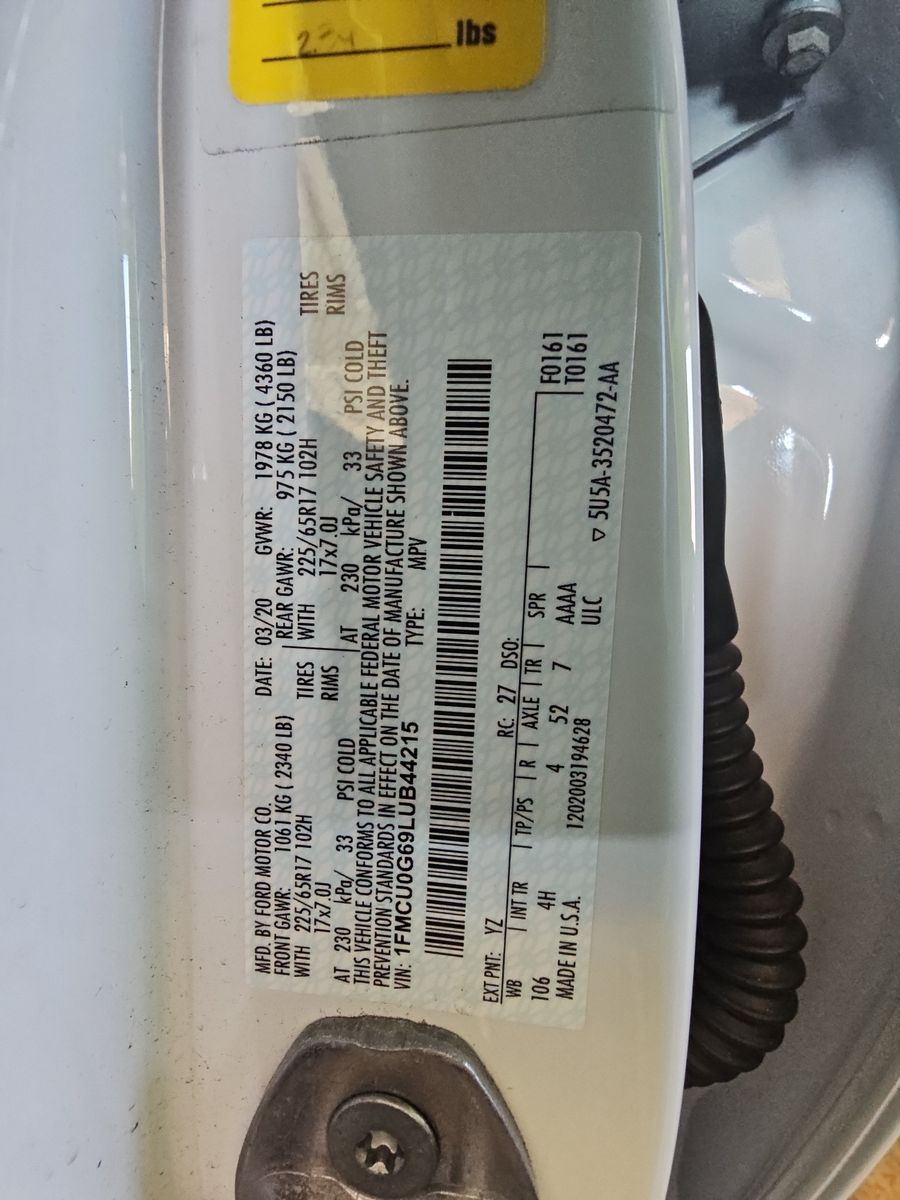 lbs
MFD. BY FORD MOTOR CO. DATE: 03/20 GVWR: 1978 KG ( 4360 LB)
FRONT GAWR: 1061 KG ( 2340 LB) REAR GAWR: 975 KG ( 2150 LB)
WITH 225/65R17 102H TIRES WITH 225/65R17 102H TIRES
17x7.0J RIMS 17x7.0J RIMS
AT 230 kPa/ 33 PSI COLD AT 230 kPa/ 33 PSI COLD
THIS VEHICLE CONFORMS TO ALL APPLICABLE FEDERAL MOTOR VEHICLE SAFETY AND THEFT
PREVENTION STANDARDS IN EFFECT ON THE DATE OF MANUFACTURE SHOWN ABOVE.
VIN: 1FMCU0G69LUB44215 TYPE: MPV
EXT PNT: YZ RC: 27 DSO: F0161
WB INT TR TP/PS R AXLE TR SPR T0161
106 4H 4 52 7 AAAA
MADE IN U.S.A. 1202003194628 ULC
▽ 5U5A-3520472-AA